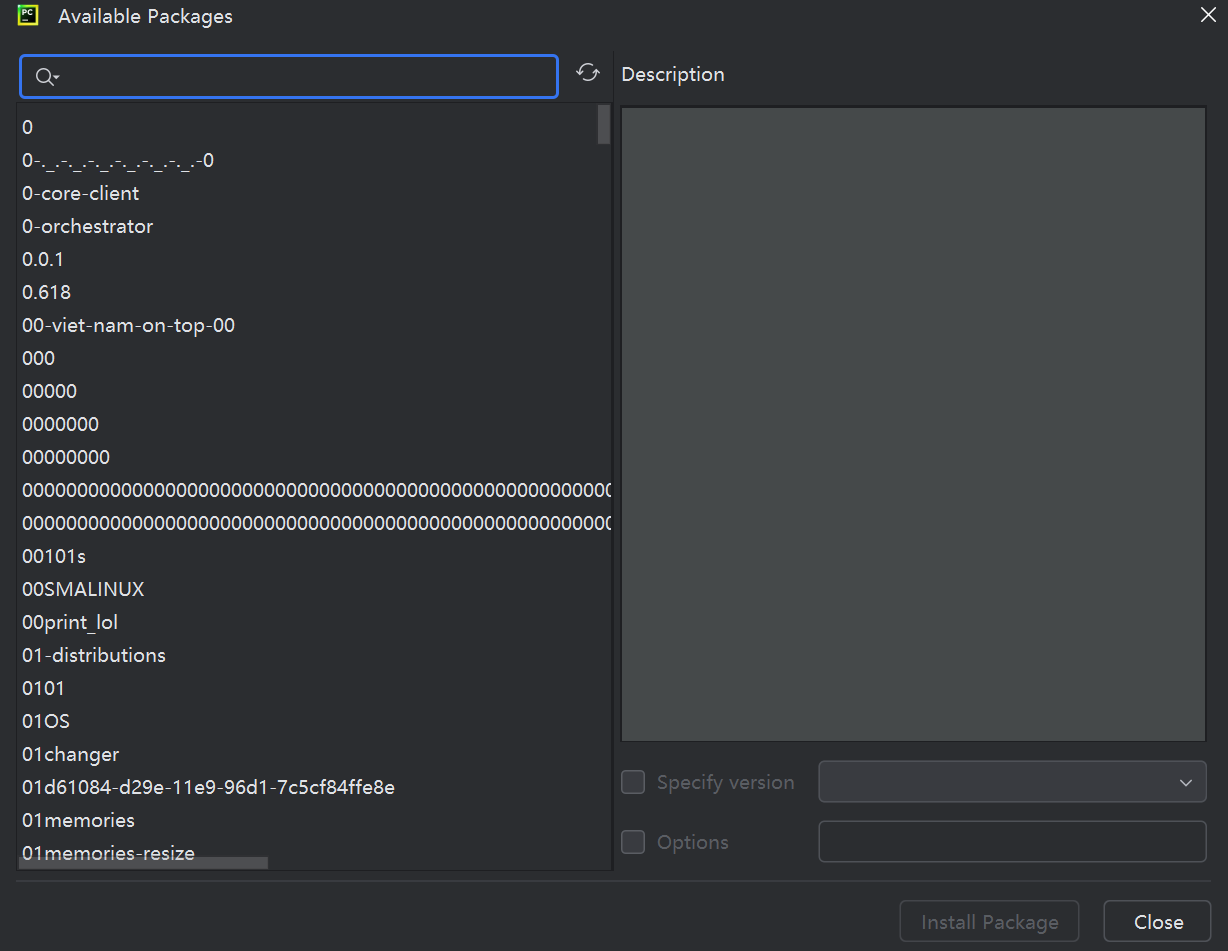 PC
Available Packages
Description
0
0-._.-._.-._.-._.-._.-._.-0
0-core-client
0-orchestrator
0.0.1
0.618
00-viet-nam-on-top-00
000
00000
0000000
00000000
00101s
00SMALINUX
00print_lol
01-distributions
0101
01OS
01changer
01d61084-d29e-11e9-96d1-7c5cf84ffe8e
01memories
01memories-resize
Specify version
Options
Install Package
Close